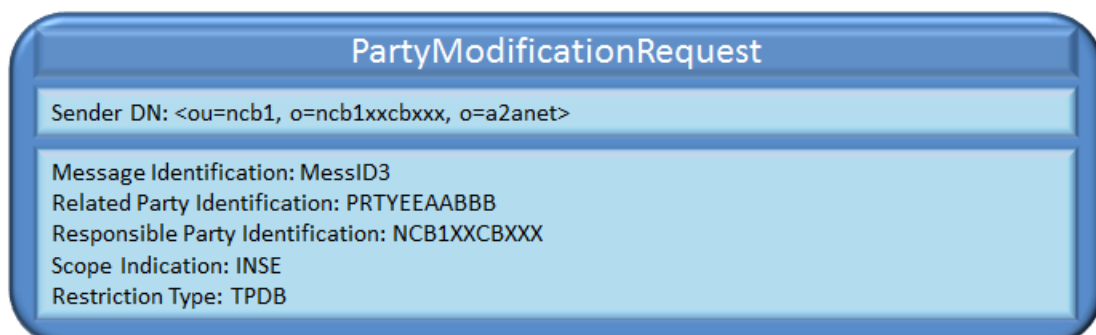 PartyModificationRequest
Sender DN: <ou=ncb1, o=ncb1xxcbxxx, o=a2anet>
Message Identification: MessID3
Related Party Identification: PRTYEEAABBB
Responsible Party Identification: NCB1XXCBXXX
Scope Indication: INSE
Restriction Type: TPDB